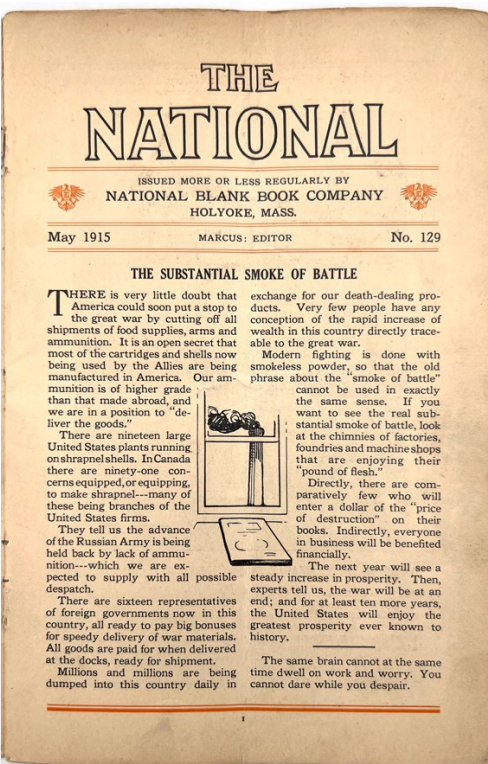 THE
NATIONAL
ISSUED MORE OR LESS REGULARLY BY
NATIONAL BLANK BOOK COMPANY
HOLYOKE, MASS.
May 1915 MARCUS: EDITOR No. 129
THE SUBSTANTIAL SMOKE OF BATTLE
THERE is very little doubt that
America could soon put a stop to
the great war by cutting off all
shipments of food supplies, arms and
ammunition. It is an open secret that
most of the cartridges and shells now
being used by the Allies are being
manufactured in America. Our am-
munition is of higher grade
than that made abroad, and
we are in a position to "de-
liver the goods."
There are nineteen large
United States plants running
on shrapnel shells. In Canada
there are ninety-one con-
cerns equipped, or equipping,
to make shrapnel---many of
these being branches of the
United States firms.
They tell us the advance
of the Russian Army is being
held back by lack of ammu-
nition---which we are ex-
pected to supply with all possible
despatch.
There are sixteen representatives
of foreign governments now in this
country, all ready to pay big bonuses
for speedy delivery of war materials.
All goods are paid for when delivered
at the docks, ready for shipment.
Millions and millions are being
dumped into this country daily in
exchange for our death-dealing pro-
ducts. Very few people have any
conception of the rapid increase of
wealth in this country directly trace-
able to the great war.
Modern fighting is done with
smokeless powder, so that the old
phrase about the "smoke of battle"
cannot be used in exactly
the same sense. If you
want to see the real sub-
stantial smoke of battle, look
at the chimnies of factories,
foundries and machine shops
that are enjoying their
"pound of flesh."
Directly, there are com-
paratively few who will
enter a dollar of the "price
of destruction" on their
books. Indirectly, everyone
in business will be benefited
financially.
The next year will see a
steady increase in prosperity. Then,
experts tell us, the war will be at an
end; and for at least ten more years,
the United States will enjoy the
greatest prosperity ever known to
history.
The same brain cannot at the same
time dwell on work and worry. You
cannot dare while you despair.
1